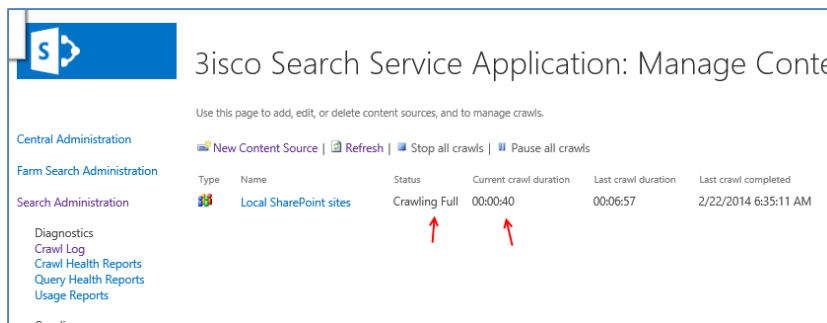 S
3isco Search Service Application: Manage Conte
Use this page to add, edit, or delete content sources, and to manage crawls.
Central Administration
Farm Search Administration
Search Administration
Diagnostics
Crawl Log
Crawl Health Reports
Query Health Reports
Usage Reports
New Content Source | Refresh | Stop all crawls | Pause all crawls
Type Name Status Current crawl duration Last crawl duration Last crawl completed
Local SharePoint sites Crawling Full 00:00:40 00:06:57 2/22/2014 6:35:11 AM